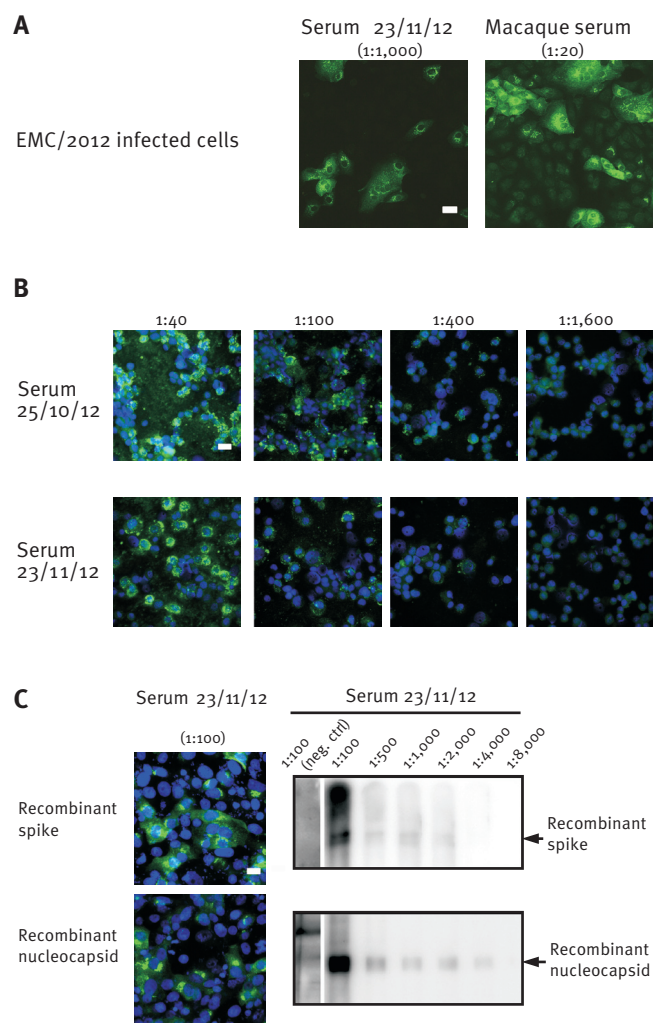 A
Serum 23/11/12
(1:1,000)
Macaque serum
(1:20)
EMC/2012 infected cells
B
1:40 1:100 1:400 1:1,600
Serum
25/10/12
Serum
23/11/12
C
Serum 23/11/12
(1:100)
Serum 23/11/12
1:100
(neg. ctrl)
1:100
1:500
1:1,000
1:2,000
1:4,000
1:8,000
Recombinant
spike
Recombinant
spike
Recombinant
nucleocapsid
Recombinant
nucleocapsid